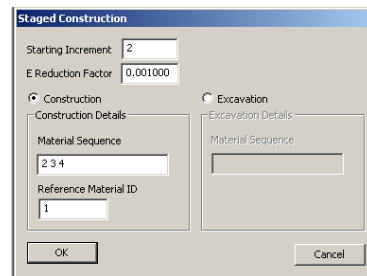 Staged Construction
Starting Increment 2
E Reduction Factor 0.001000
Construction
Excavation
Construction Details
Excavation Details
Material Sequence
Material Sequence
2 3 4
Reference Material ID
1
OK
Cancel